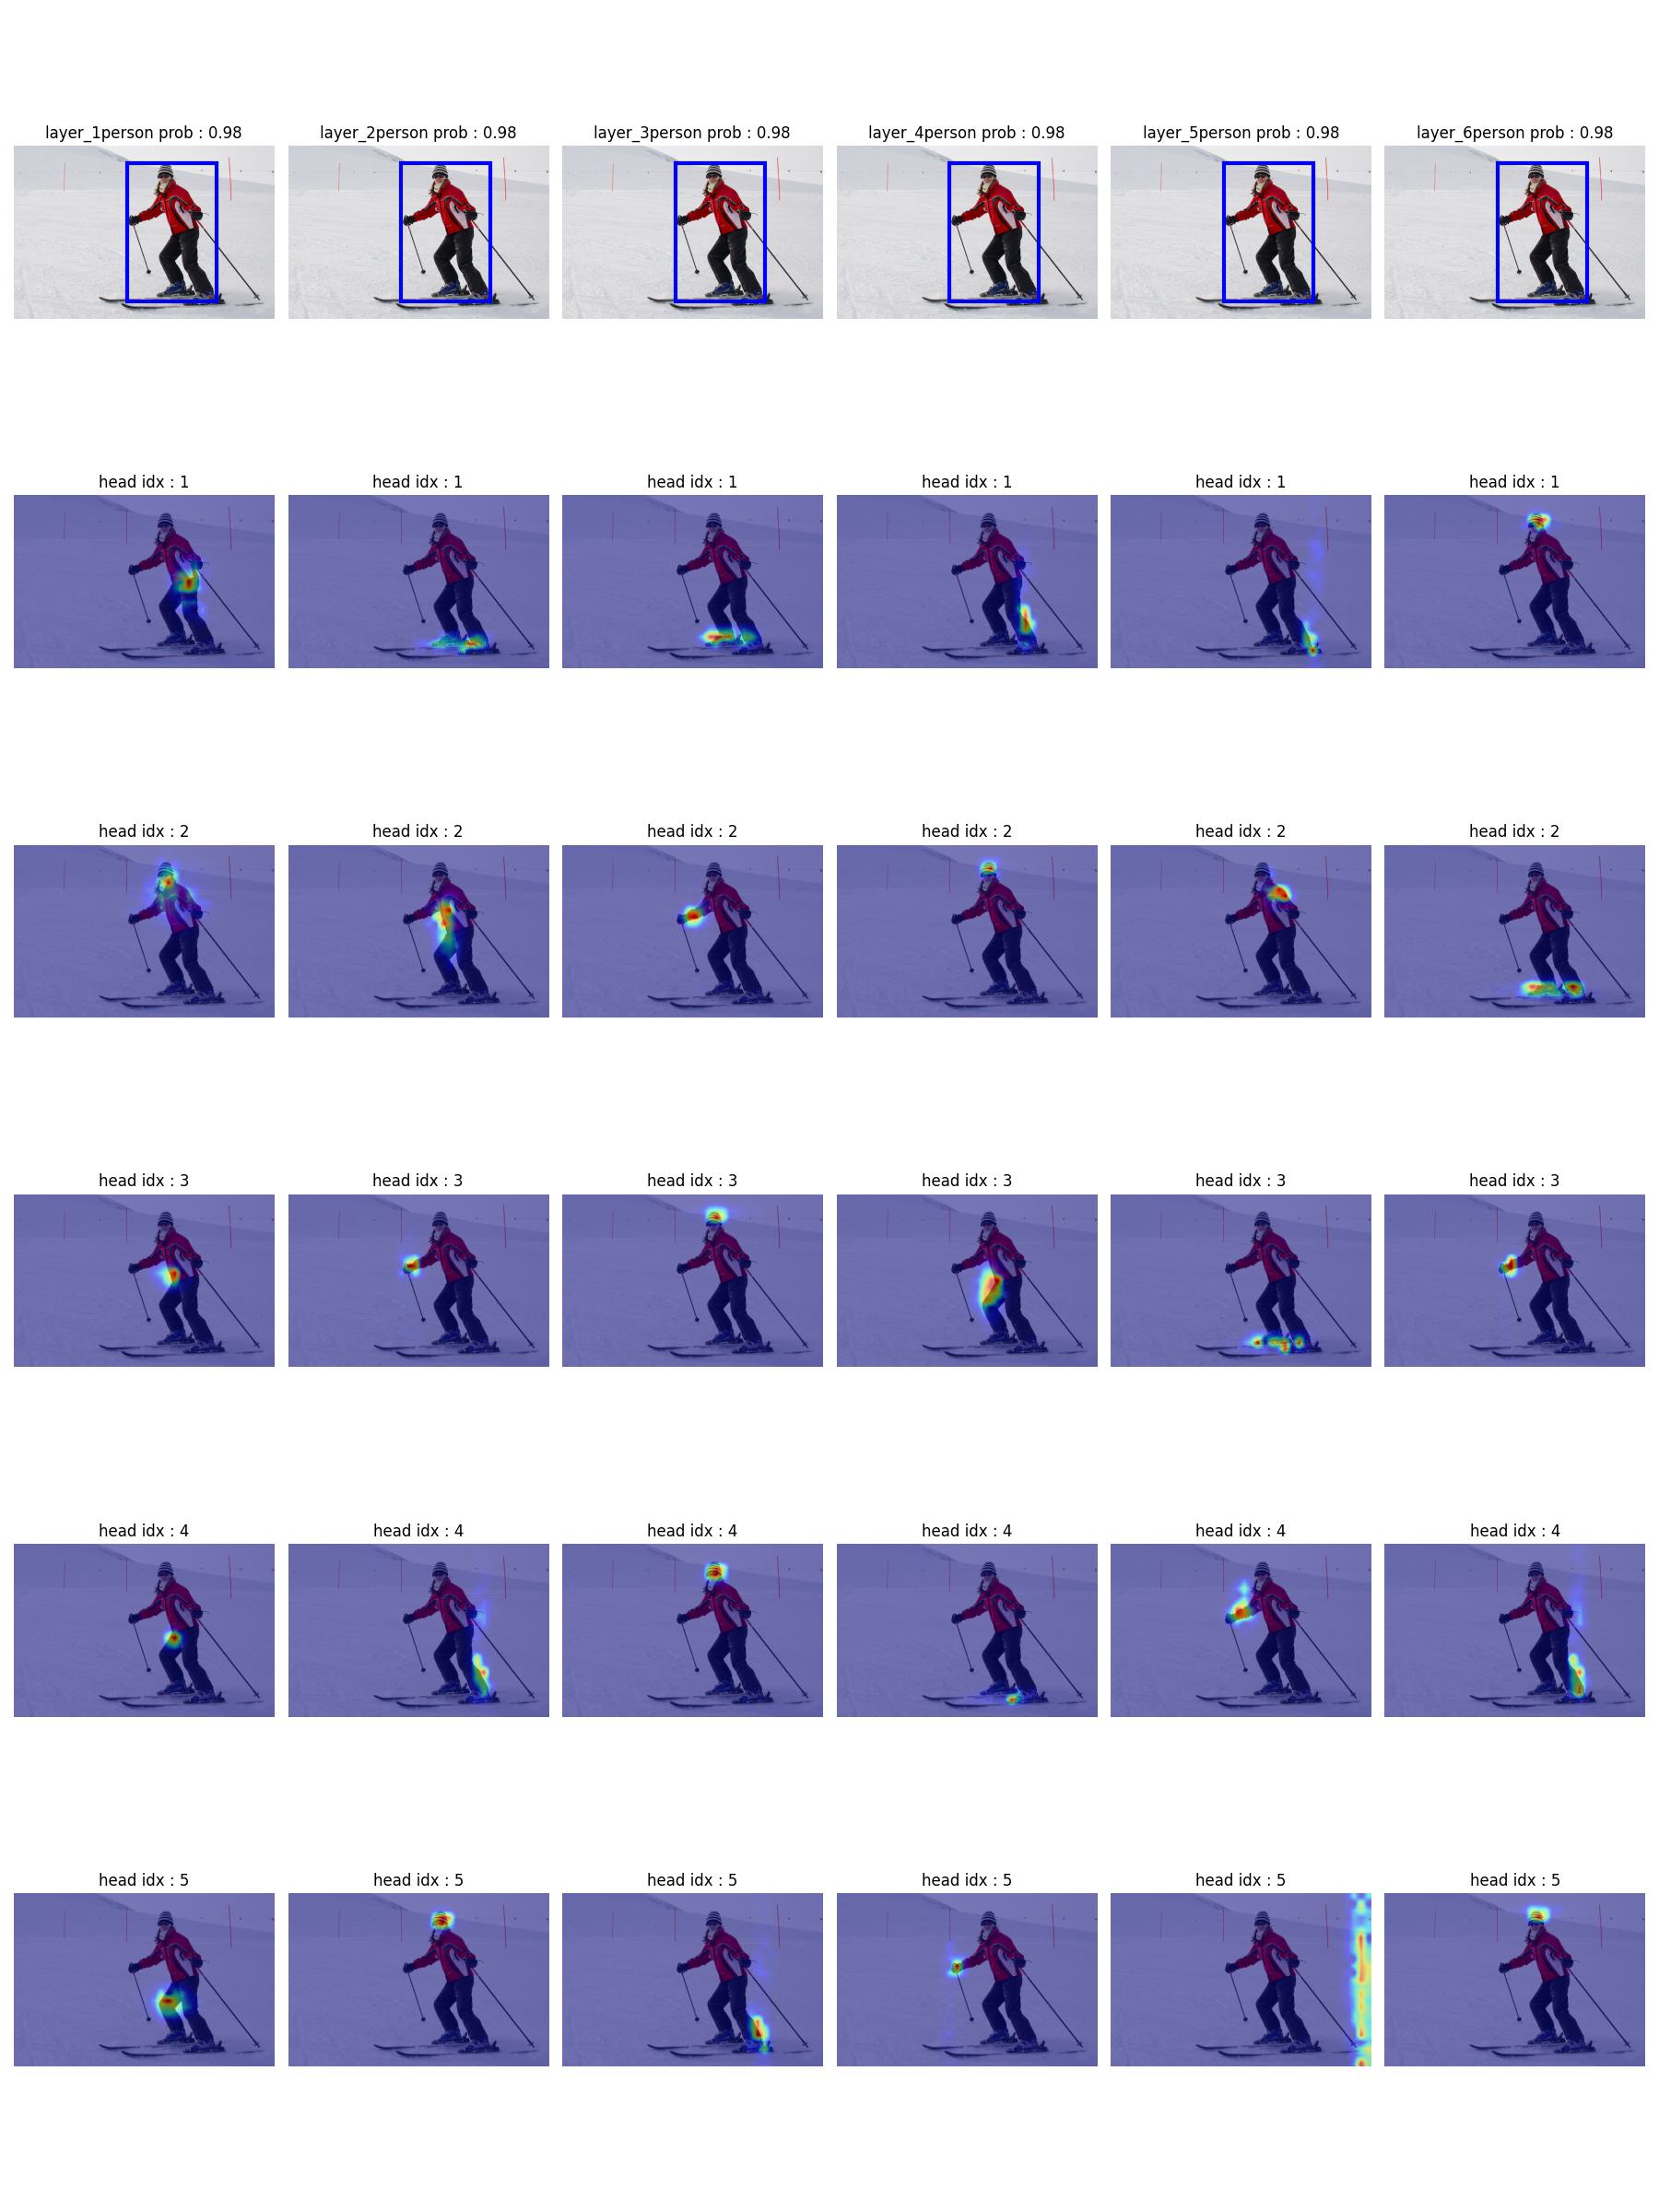 layer_1person prob : 0.98 layer_2person prob : 0.98 layer_3person prob : 0.98 layer_4person prob : 0.98 layer_5person prob : 0.98 layer_6person prob : 0.98
head idx : 1 head idx : 1 head idx : 1 head idx : 1 head idx : 1 head idx : 1
head idx : 2 head idx : 2 head idx : 2 head idx : 2 head idx : 2 head idx : 2
head idx : 3 head idx : 3 head idx : 3 head idx : 3 head idx : 3 head idx : 3
head idx : 4 head idx : 4 head idx : 4 head idx : 4 head idx : 4 head idx : 4
head idx : 5 head idx : 5 head idx : 5 head idx : 5 head idx : 5 head idx : 5